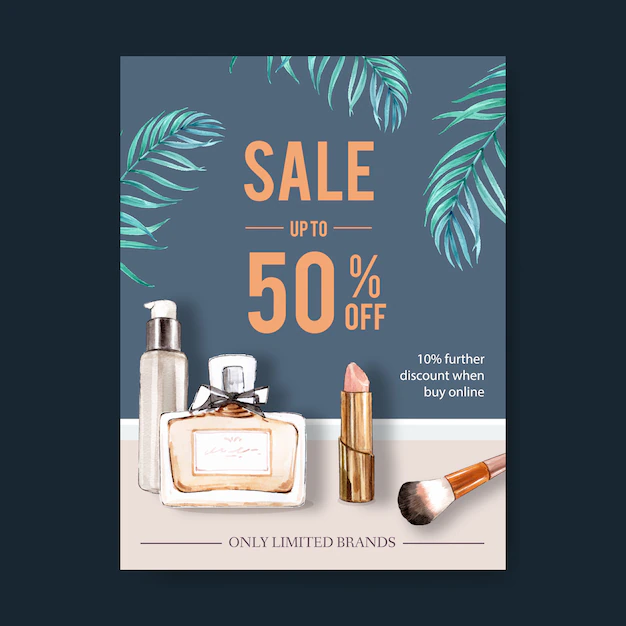 SALE
UP TO
50% OFF
10% further
discount when
buy online
ONLY LIMITED BRANDS